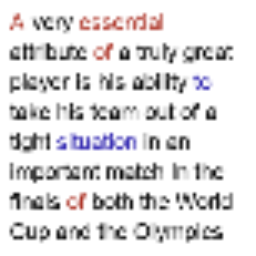 A very essential
attribute of a truly great
player is his ability to
take his team out of a
tight situation in an
important match in the
finals of both the World
Cup and the Olympics